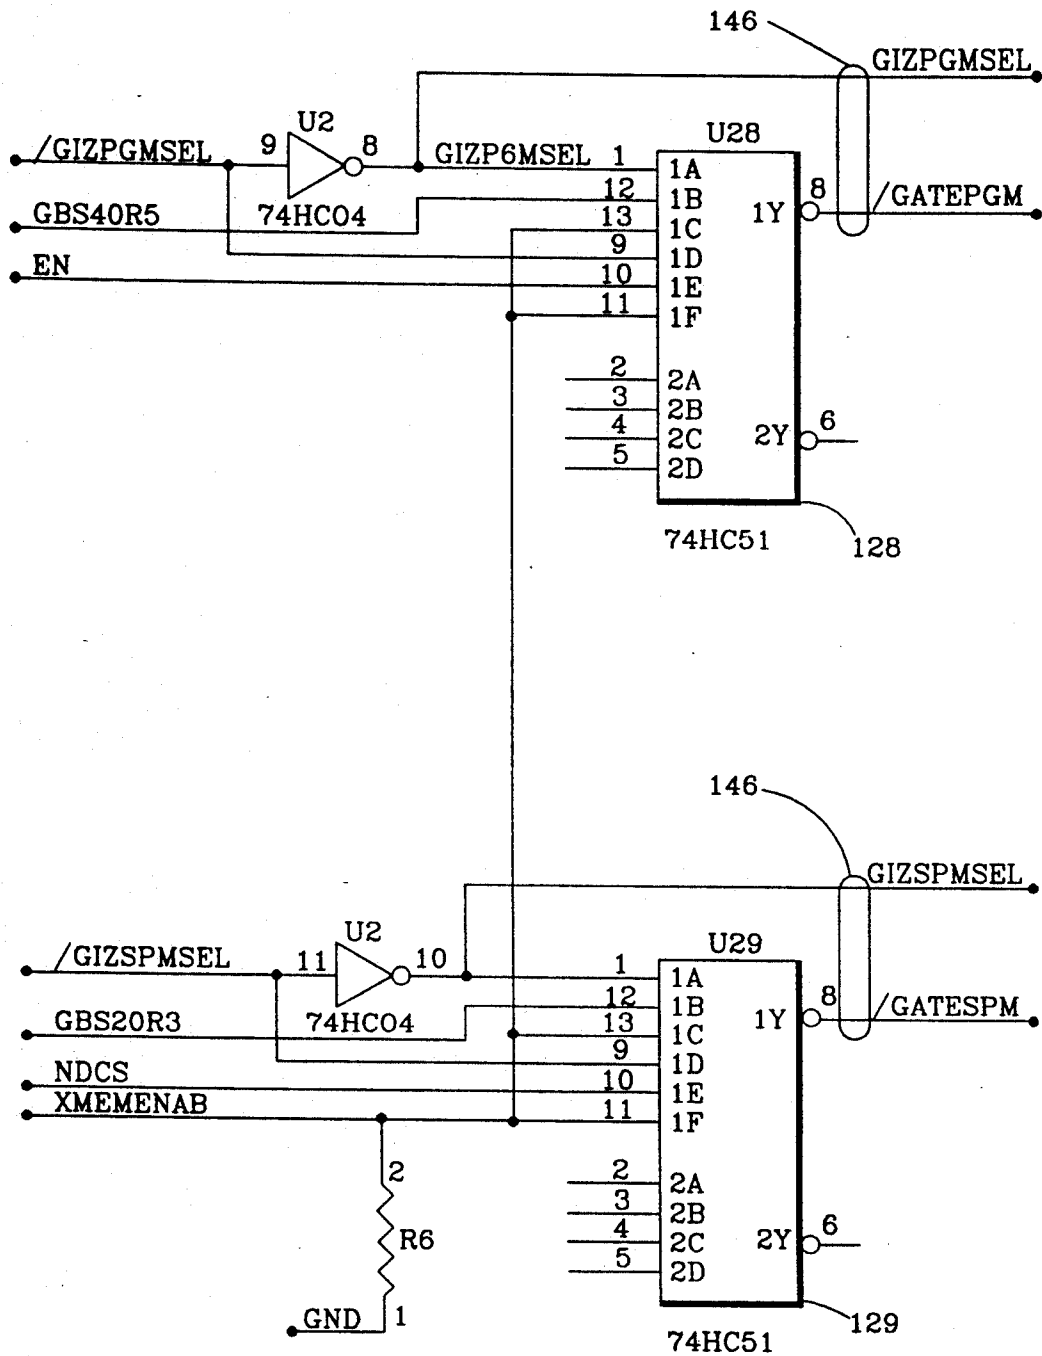 146
GIZPGMSEL
U2
U28
/GIZPGMSEL
9
8
GIZP6MSEL
1
1A
GBS40R5
74HC04
12
1B
8
1Y
/GATEPGM
13
1C
9
1D
EN
10
1E
11
1F
2
2A
3
2B
4
2C
2Y
6
5
2D
74HC51
128
146
GIZSPMSEL
U2
U29
/GIZSPMSEL
11
10
1
1A
GBS20R3
74HC04
12
1B
8
1Y
/GATESPM
13
1C
9
1D
NDCS
10
1E
XMEMENAB
11
1F
2
2
2A
3
2B
R6
4
2C
2Y
6
5
2D
GND
1
74HC51
129